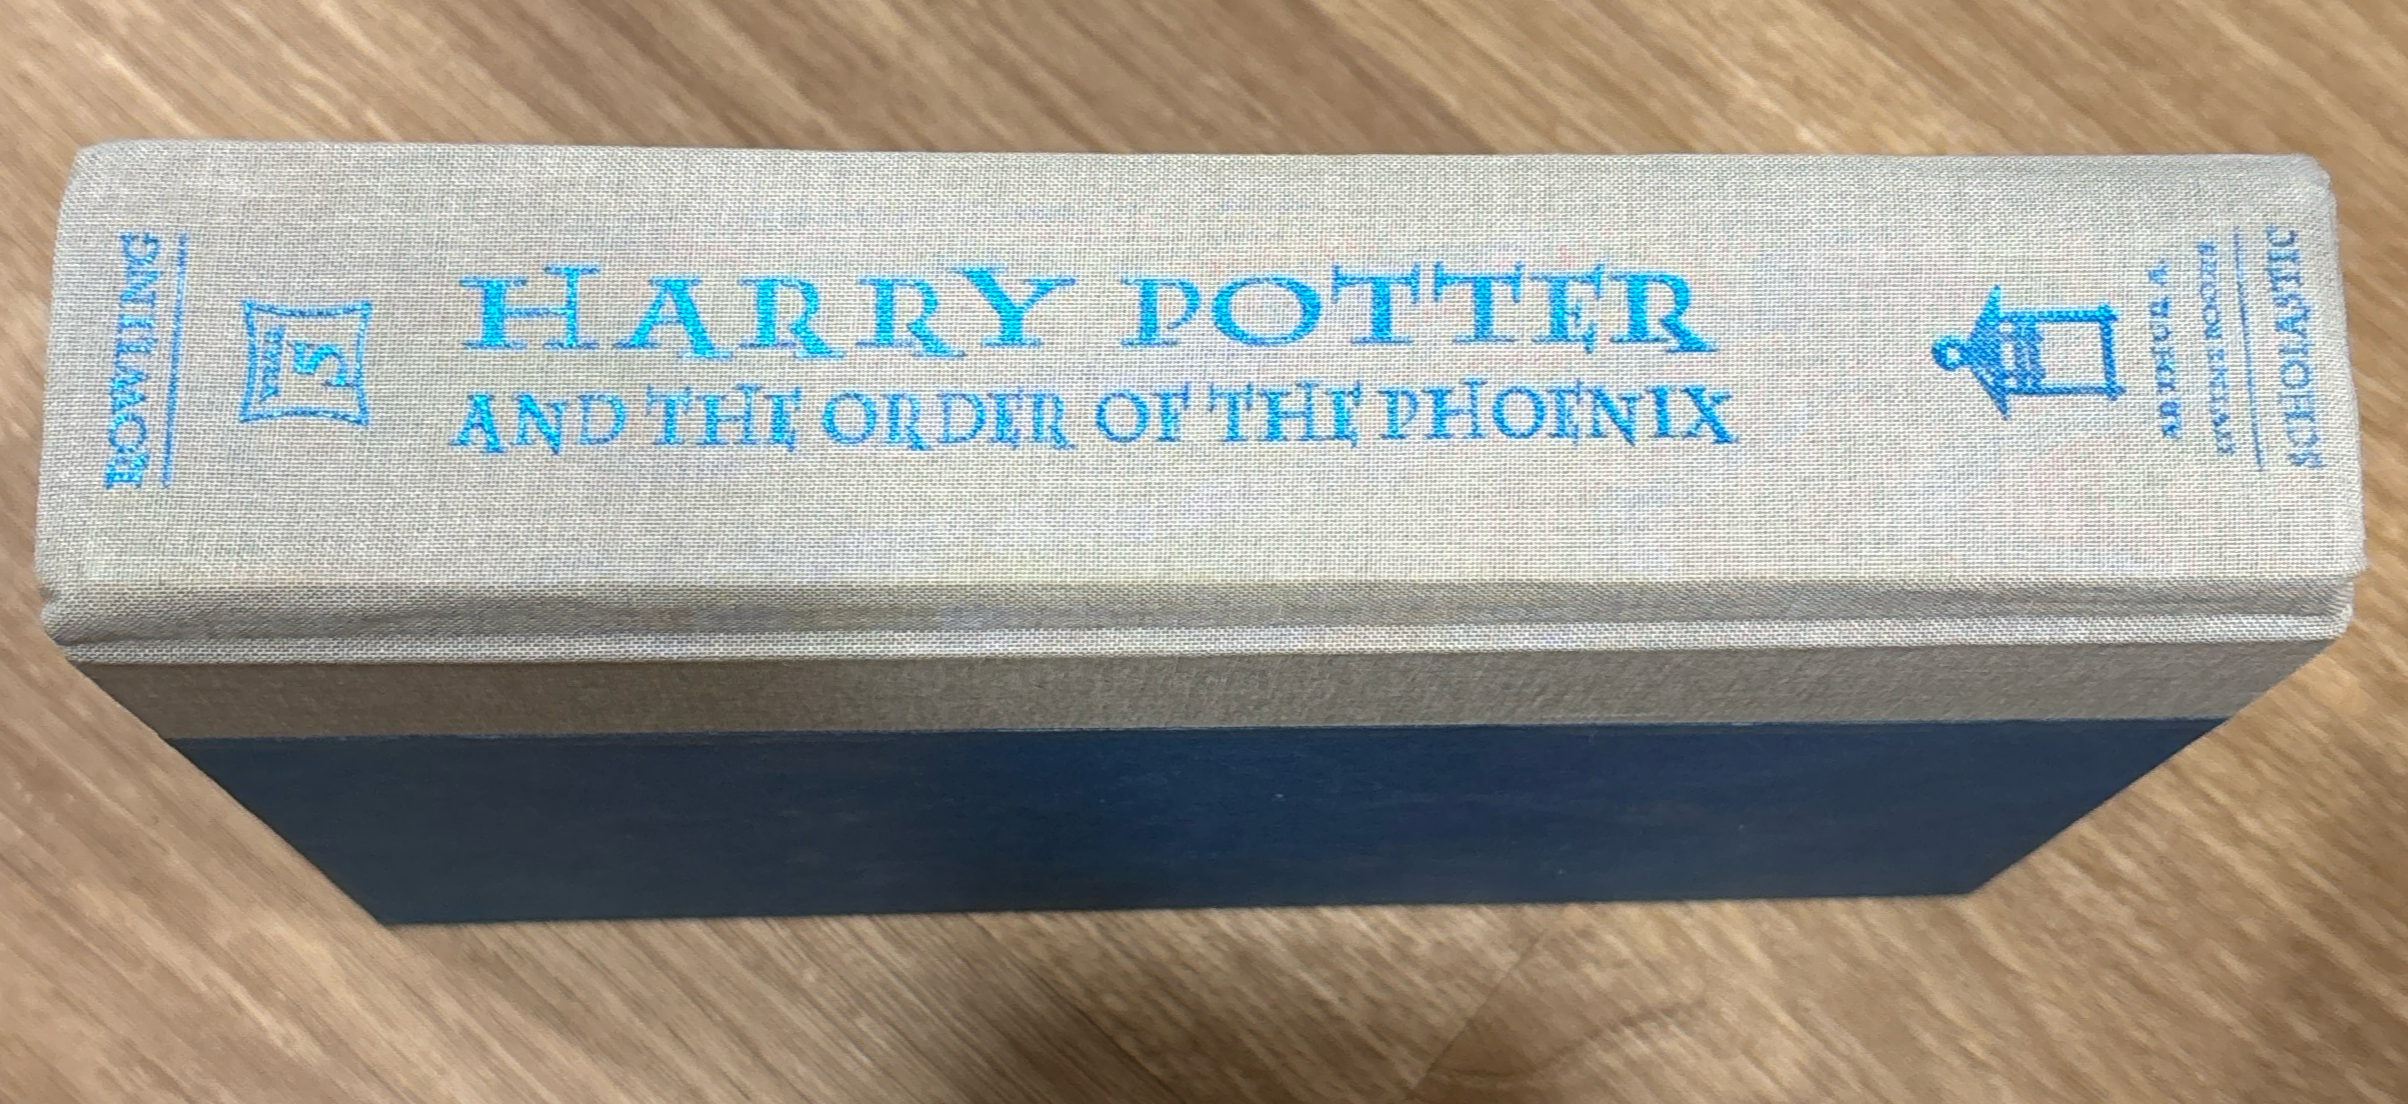 ROWLING
YEAR
5
HARRY POTTER
AND THE ORDER OF THE PHOENIX
ARTHUR A.
LEVINE BOOKS
SCHOLASTIC